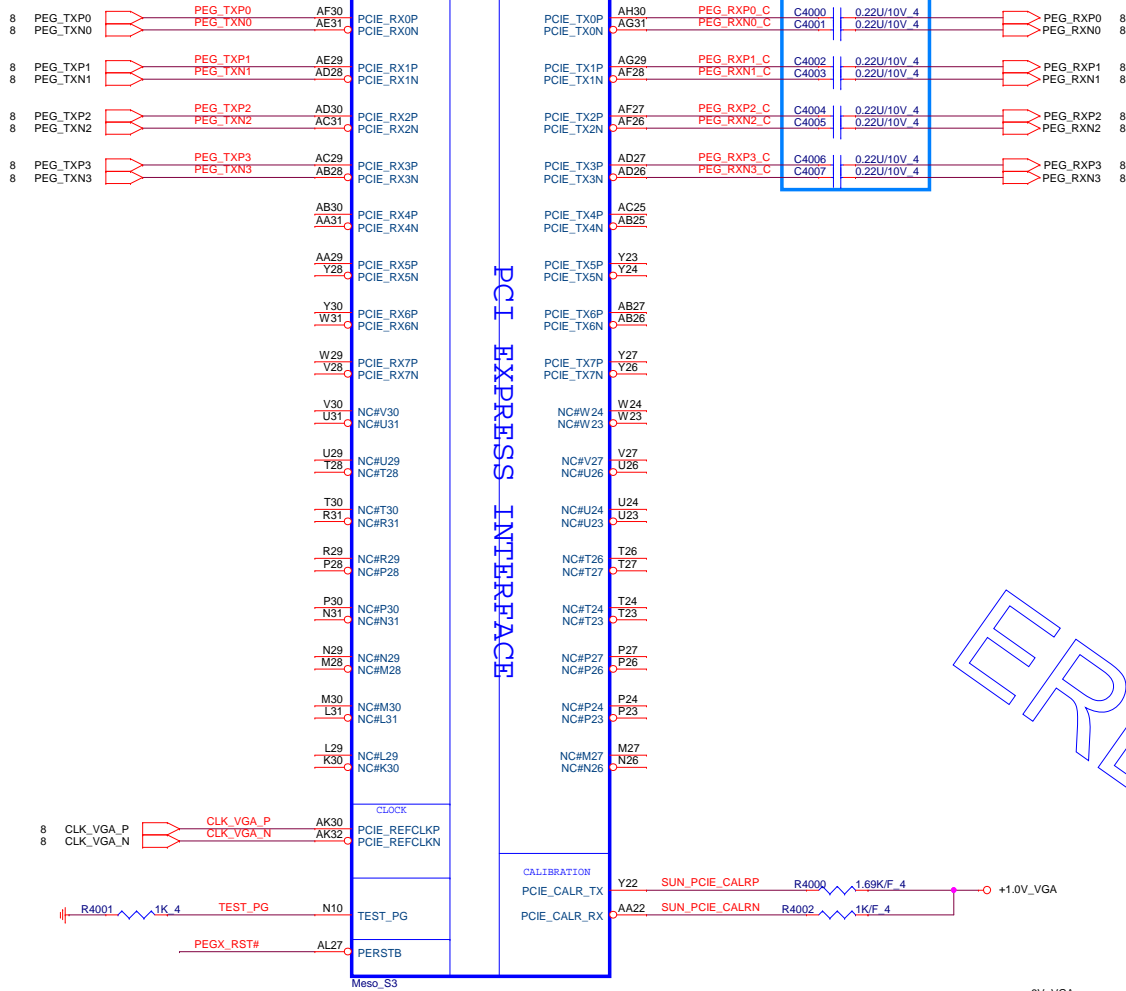 8 PEG_TXP0 PEG_TXP0 AF30 PCIE_RX0P PCIE_TX0P AH30 PEG_RXP0_C C4000 0.22U/10V_4 PEG_RXP0 8
8 PEG_TXN0 PEG_TXN0 AE31 PCIE_RX0N PCIE_TX0N AG31 PEG_RXN0_C C4001 0.22U/10V_4 PEG_RXN0 8
8 PEG_TXP1 PEG_TXP1 AE29 PCIE_RX1P PCIE_TX1P AG29 PEG_RXP1_C C4002 0.22U/10V_4 PEG_RXP1 8
8 PEG_TXN1 PEG_TXN1 AD28 PCIE_RX1N PCIE_TX1N AF28 PEG_RXN1_C C4003 0.22U/10V_4 PEG_RXN1 8
8 PEG_TXP2 PEG_TXP2 AD30 PCIE_RX2P PCIE_TX2P AF27 PEG_RXP2_C C4004 0.22U/10V_4 PEG_RXP2 8
8 PEG_TXN2 PEG_TXN2 AC31 PCIE_RX2N PCIE_TX2N AF26 PEG_RXN2_C C4005 0.22U/10V_4 PEG_RXN2 8
8 PEG_TXP3 PEG_TXP3 AC29 PCIE_RX3P PCIE_TX3P AD27 PEG_RXP3_C C4006 0.22U/10V_4 PEG_RXP3 8
8 PEG_TXN3 PEG_TXN3 AB28 PCIE_RX3N PCIE_TX3N AD26 PEG_RXN3_C C4007 0.22U/10V_4 PEG_RXN3 8
AB30 PCIE_RX4P PCIE_TX4P AC25
AA31 PCIE_RX4N PCIE_TX4N AB25
AA29 PCIE_RX5P PCIE_TX5P Y23
Y28 PCIE_RX5N PCIE_TX5N Y24
Y30 PCIE_RX6P PCIE_TX6P AB27
W31 PCIE_RX6N PCIE_TX6N AB26
W29 PCIE_RX7P PCIE_TX7P Y27
V28 PCIE_RX7N PCIE_TX7N Y26
PCI EXPRESS INTERFACE
V30 NC#V30 NC#W24 W24
U31 NC#U31 NC#W23 W23
U29 NC#U29 NC#V27 V27
T28 NC#T28 NC#U26 U26
T30 NC#T30 NC#U24 U24
R31 NC#R31 NC#U23 U23
R29 NC#R29 NC#T26 T26
P28 NC#P28 NC#T27 T27
P30 NC#P30 NC#T24 T24
N31 NC#N31 NC#T23 T23
N29 NC#N29 NC#P27 P27
M28 NC#M28 NC#P26 P26
M30 NC#M30 NC#P24 P24
L31 NC#L31 NC#P23 P23
L29 NC#L29 NC#M27 M27
K30 NC#K30 NC#N26 N26
CLOCK
8 CLK_VGA_P CLK_VGA_P AK30 PCIE_REFCLKP
8 CLK_VGA_N CLK_VGA_N AK32 PCIE_REFCLKN
CALIBRATION
PCIE_CALR_TX Y22 SUN_PCIE_CALRP R4000 1.69K/F_4 +1.0V_VGA
R4001 1K_4 TEST_PG N10 TEST_PG PCIE_CALR_RX AA22 SUN_PCIE_CALRN R4002 1K/F_4
PEGX_RST# AL27 PERSTB
Meso_S3